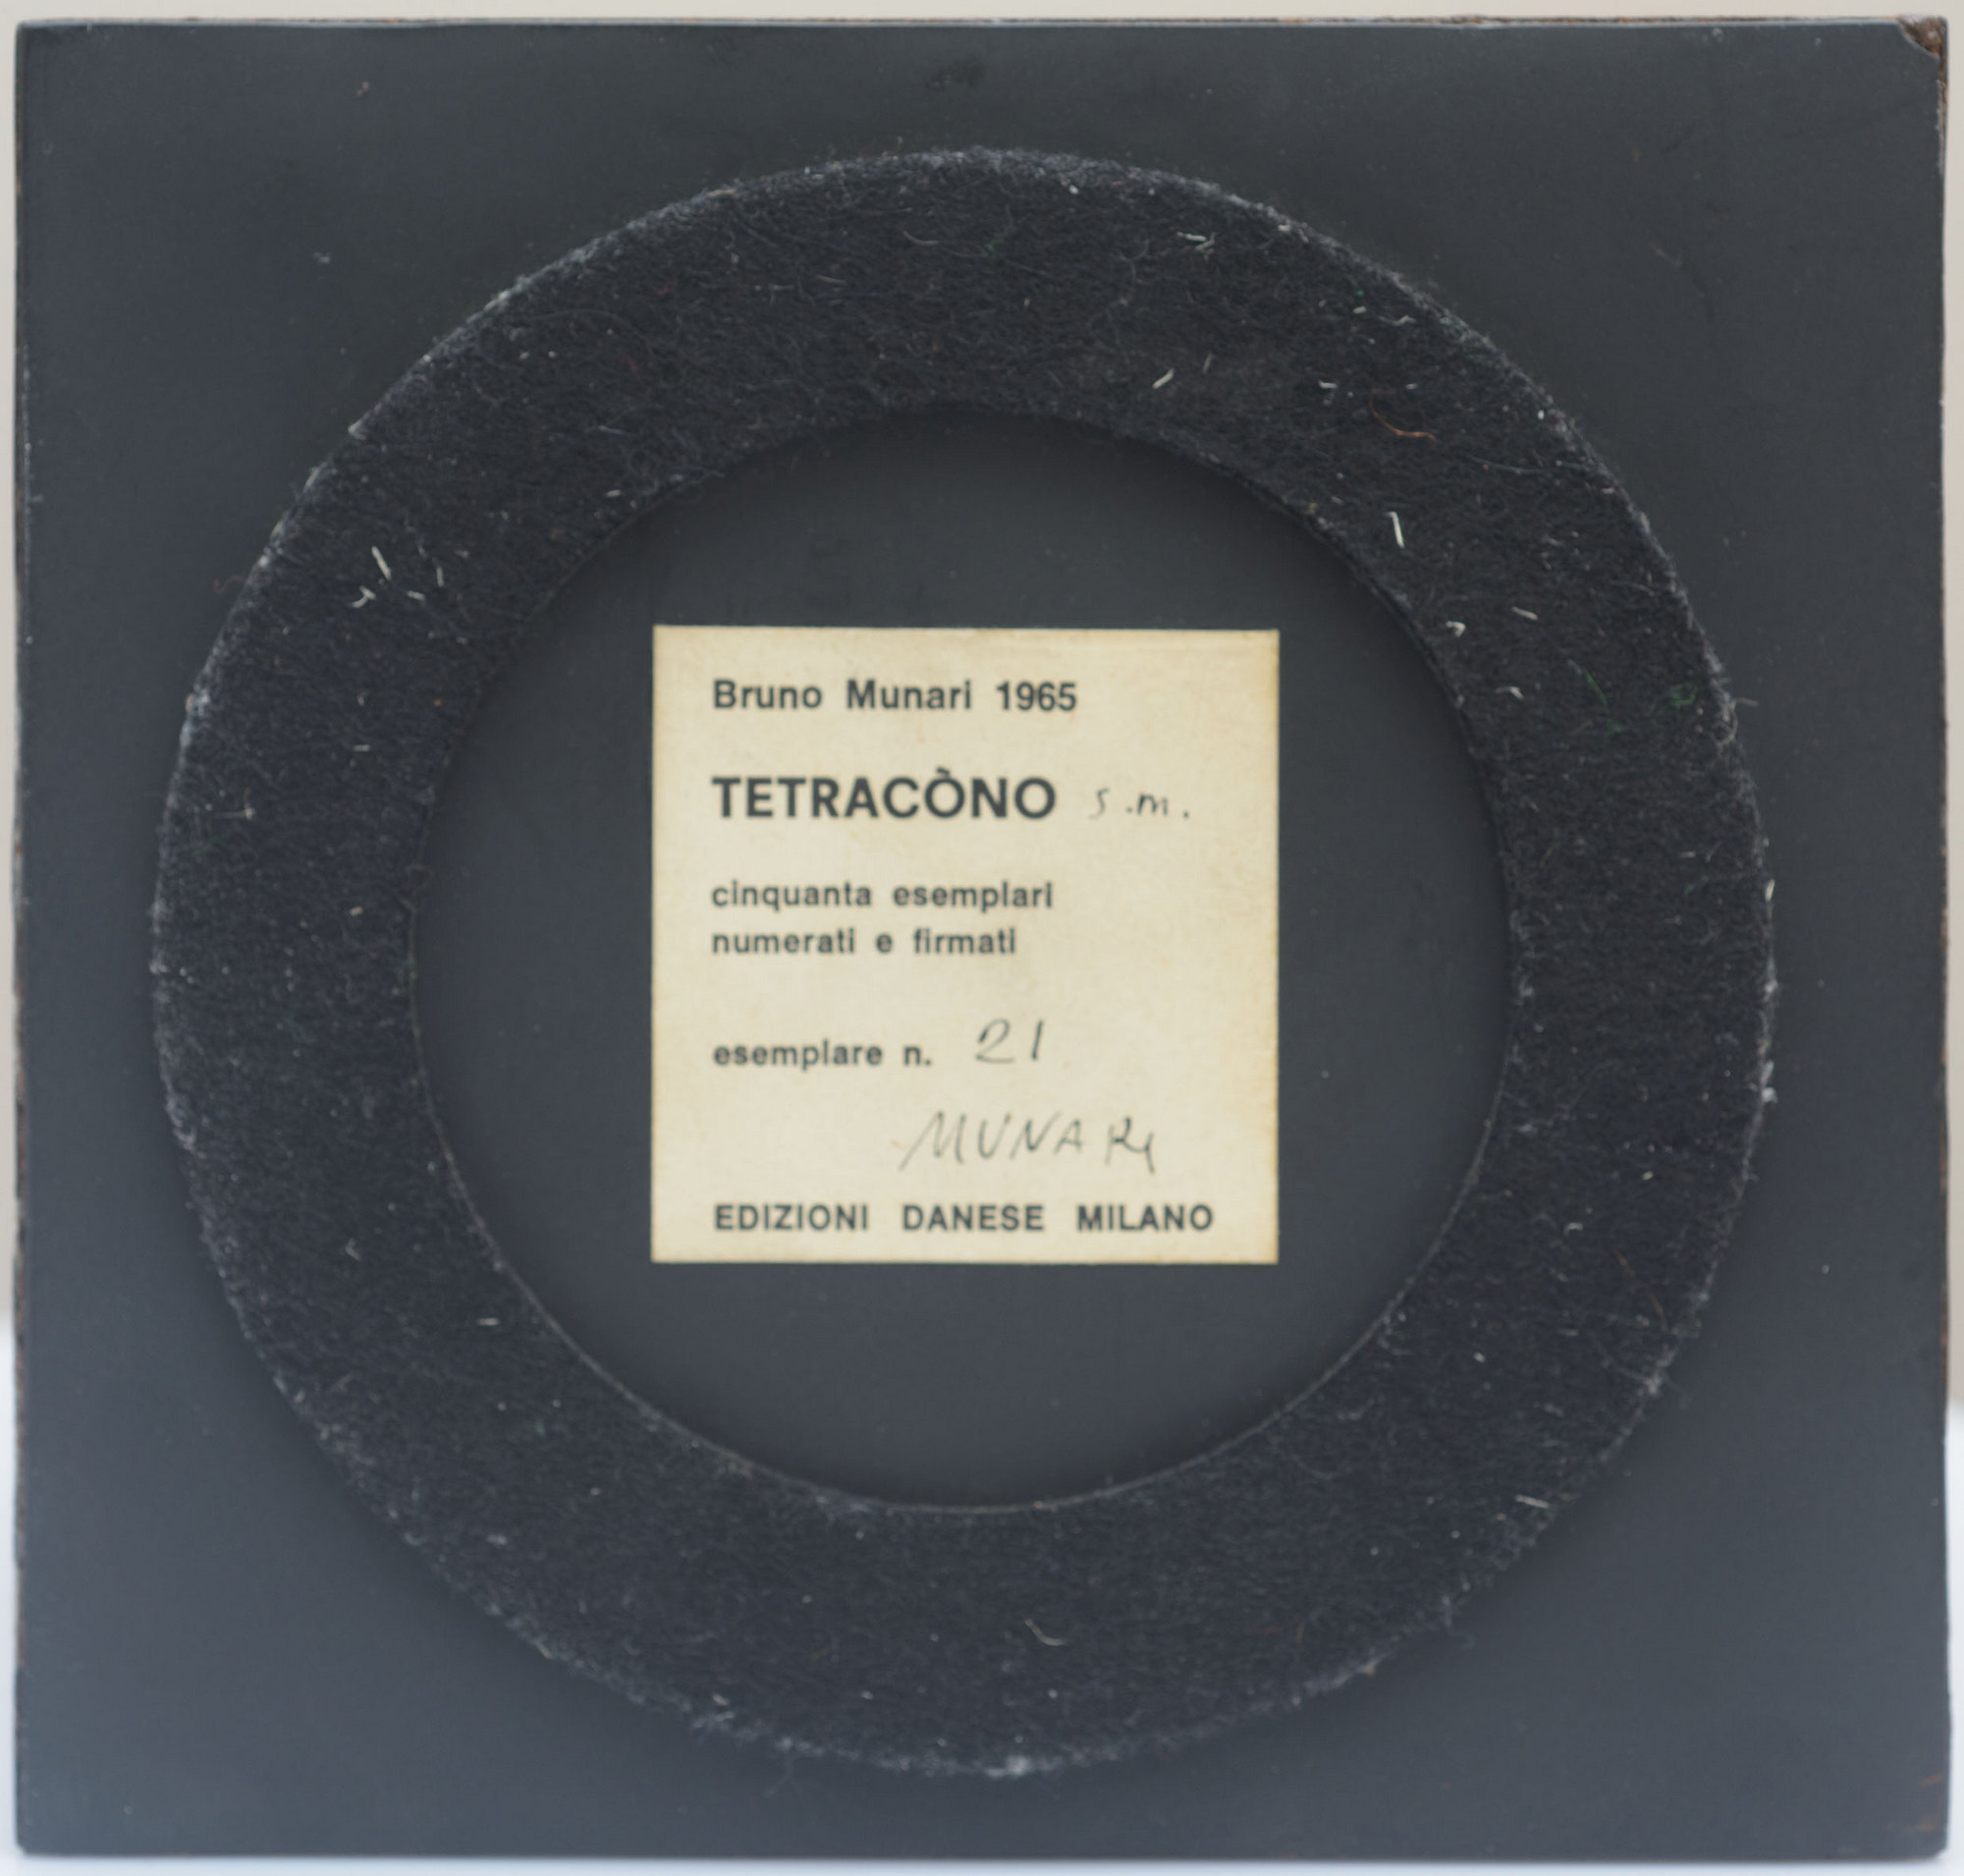 Bruno Munari 1965
TETRACÒNO s.m.
cinquanta esemplari
numerati e firmati
esemplare n. 21
MUNARI
EDIZIONI DANESE MILANO